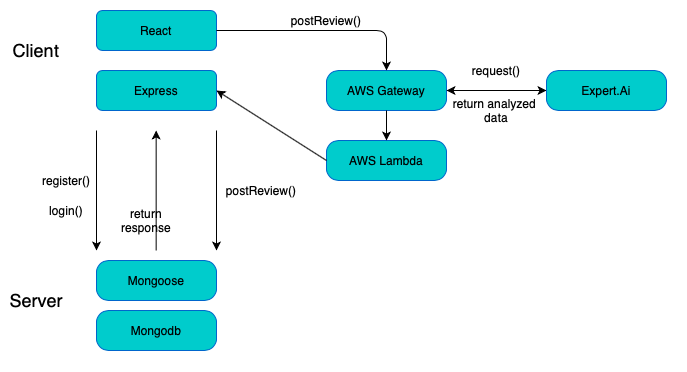 React
postReview()
Client
request()
Express
AWS Gateway
Expert.Ai
return analyzed
data
AWS Lambda
register()
postReview()
login()
return
response
Mongoose
Server
Mongodb